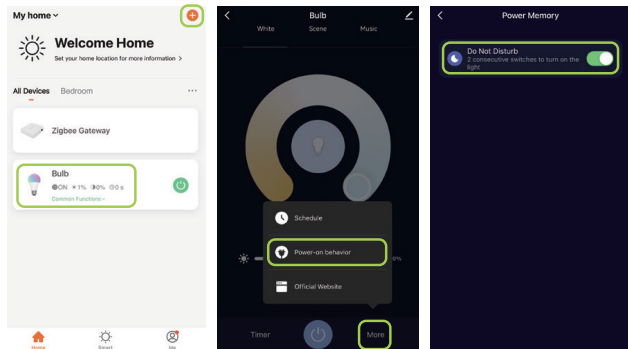 My home
Welcome Home
Set your home location for more information >
All Devices Bedroom
Zigbee Gateway
Bulb
ON 1% 0% 0 s
Common Functions
Home Smart Me
Bulb
White Scene Music
Schedule
Power-on behavior
0%
Official Website
Timer More
Power Memory
Do Not Disturb
2 consecutive switches to turn on the
light